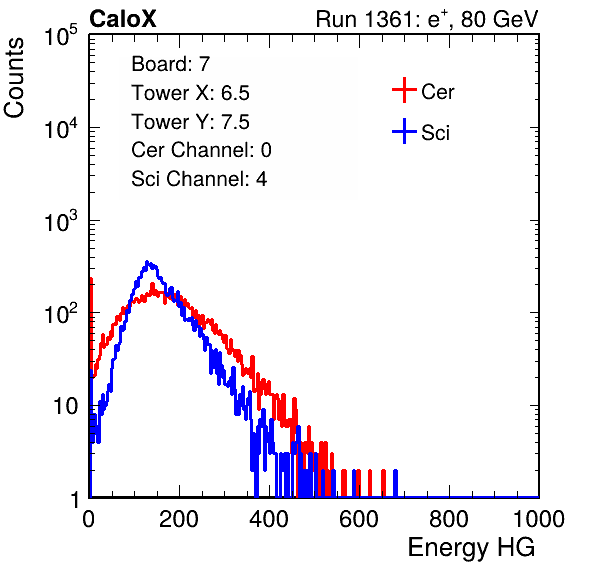 CaloX Run 1361: e⁺, 80 GeV
Counts
Board: 7
Tower X: 6.5
Tower Y: 7.5
Cer Channel: 0
Sci Channel: 4
Cer
Sci
10⁵
10⁴
10³
10²
10
1
0 200 400 600 800 1000
Energy HG